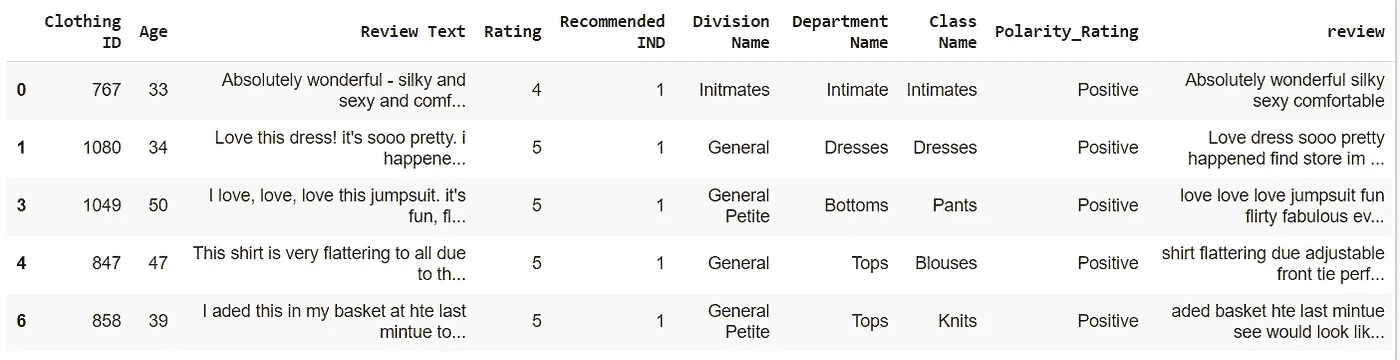 Clothing ID Age Review Text Rating Recommended IND Division Name Department Name Class Name Polarity_Rating review
0 767 33 Absolutely wonderful - silky and sexy and comf... 4 1 Initmates Intimate Intimates Positive Absolutely wonderful silky sexy comfortable
1 1080 34 Love this dress! it's sooo pretty. i happene... 5 1 General Dresses Dresses Positive Love dress sooo pretty happened find store im ...
3 1049 50 I love, love, love this jumpsuit. it's fun, fl... 5 1 General Petite Bottoms Pants Positive love love love jumpsuit fun flirty fabulous ev...
4 847 47 This shirt is very flattering to all due to th... 5 1 General Tops Blouses Positive shirt flattering due adjustable front tie perf...
6 858 39 I aded this in my basket at hte last mintue to... 5 1 General Petite Tops Knits Positive aded basket hte last mintue see would look lik...